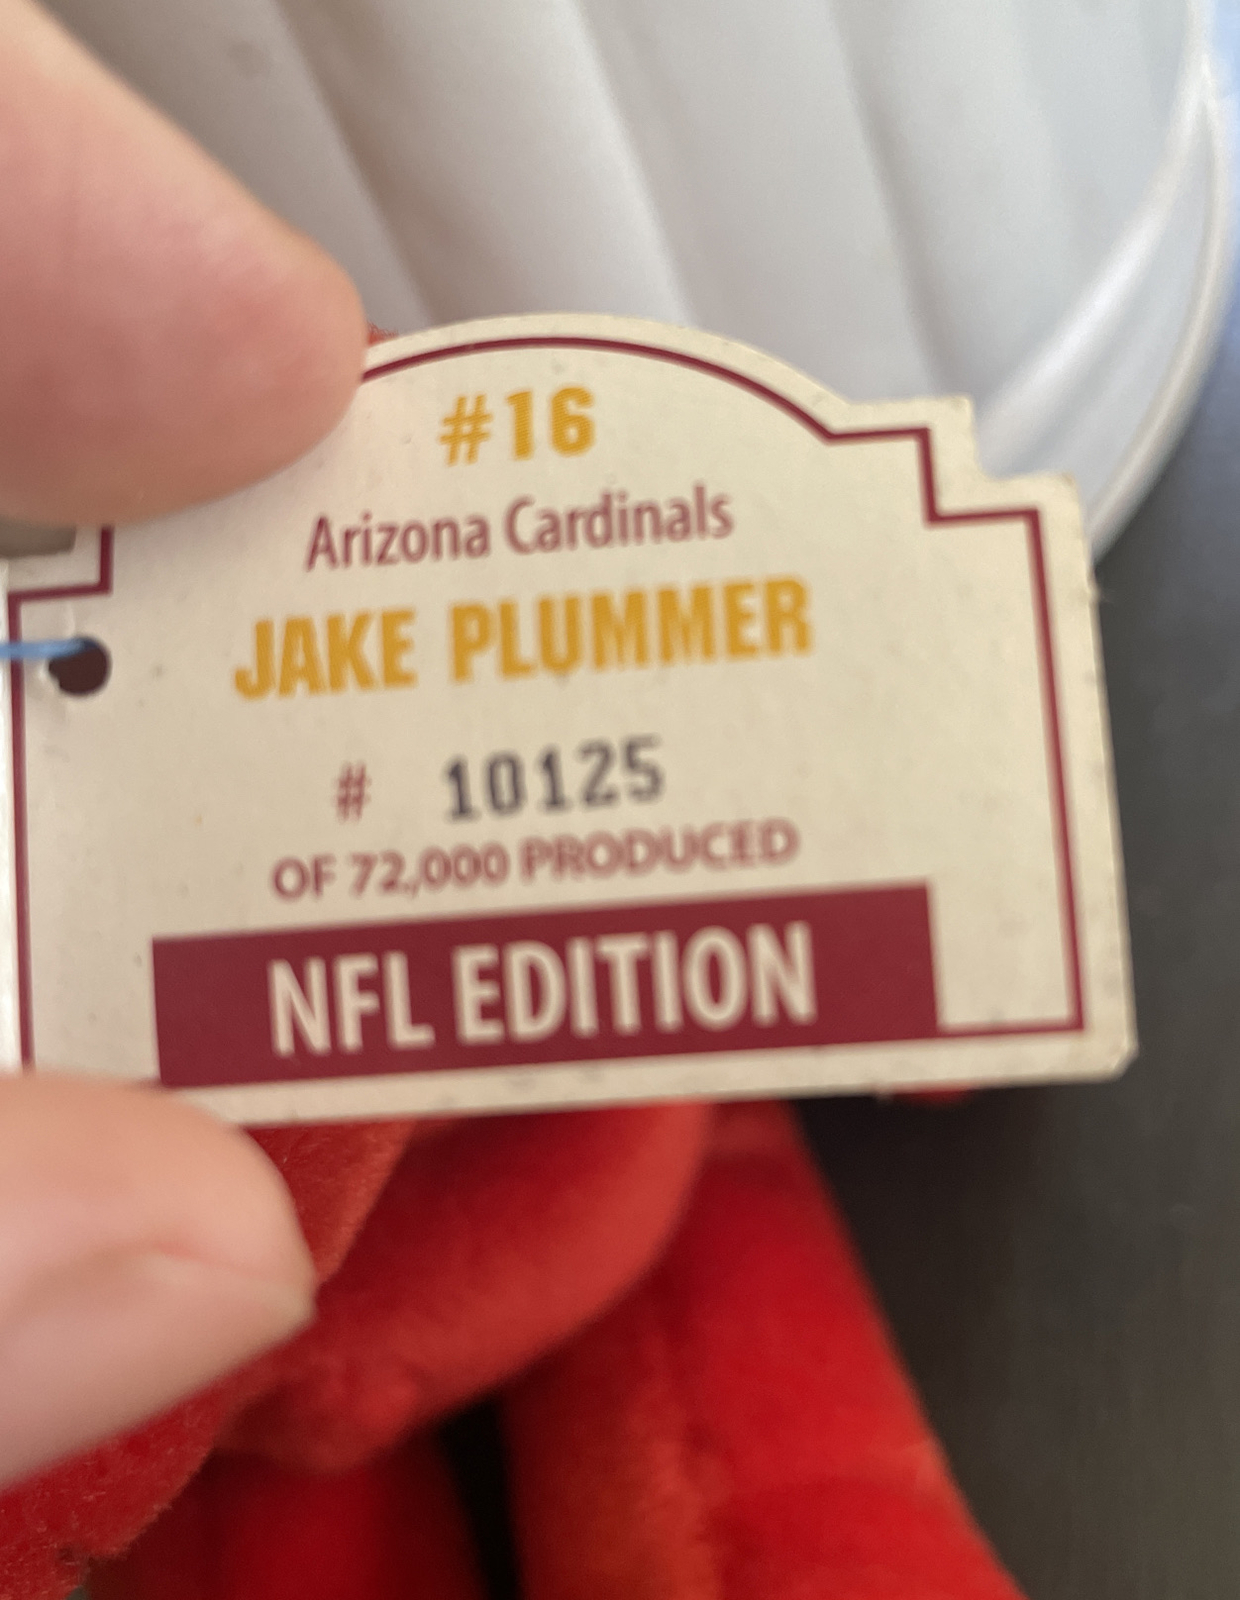 #16
Arizona Cardinals
JAKE PLUMMER
# 10125
OF 72,000 PRODUCED
NFL EDITION